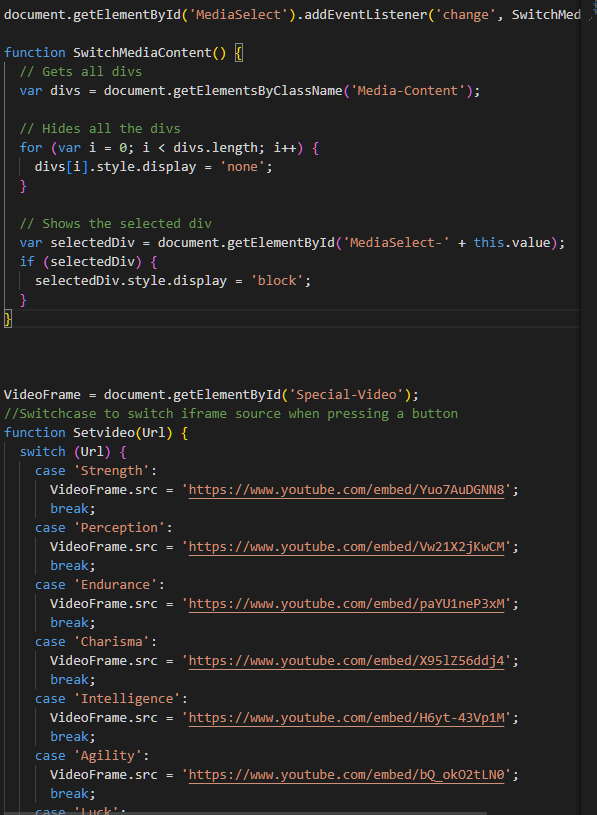 document.getElementById('MediaSelect').addEventListener('change', SwitchMed
function SwitchMediaContent() {
// Gets all divs
var divs = document.getElementsByClassName('Media-Content');
// Hides all the divs
for (var i = 0; i < divs.length; i++) {
divs[i].style.display = 'none';
}
// Shows the selected div
var selectedDiv = document.getElementById('MediaSelect-' + this.value);
if (selectedDiv) {
selectedDiv.style.display = 'block';
}
}
VideoFrame = document.getElementById('Special-Video');
//Switchcase to switch iframe source when pressing a button
function Setvideo(Url) {
switch (Url) {
case 'Strength':
VideoFrame.src = 'https://www.youtube.com/embed/Yuo7AuDGNN8';
break;
case 'Perception':
VideoFrame.src = 'https://www.youtube.com/embed/Vw21X2jKwCM';
break;
case 'Endurance':
VideoFrame.src = 'https://www.youtube.com/embed/paYU1neP3xM';
break;
case 'Charisma':
VideoFrame.src = 'https://www.youtube.com/embed/X95lZ56ddj4';
break;
case 'Intelligence':
VideoFrame.src = 'https://www.youtube.com/embed/H6yt-43Vp1M';
break;
case 'Agility':
VideoFrame.src = 'https://www.youtube.com/embed/bQ_okO2tLN0';
break;
case 'Luck':